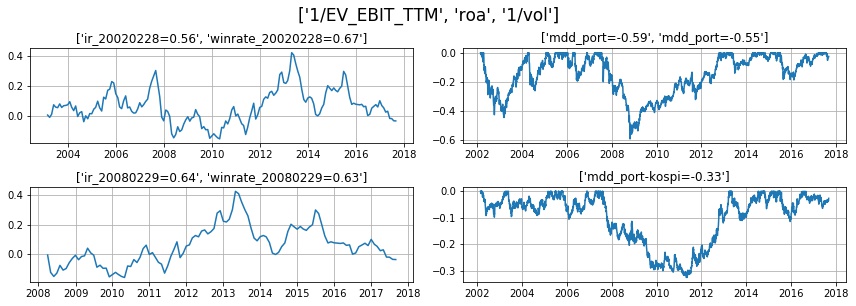 ['1/EV_EBIT_TTM', 'roa', '1/vol']
['ir_20020228=0.56', 'winrate_20020228=0.67']
0.4
0.2
0.0
2004 2006 2008 2010 2012 2014 2016 2018
['mdd_port=-0.59', 'mdd_port=-0.55']
0.0
−0.2
−0.4
−0.6
2002 2004 2006 2008 2010 2012 2014 2016 2018
['ir_20080229=0.64', 'winrate_20080229=0.63']
0.4
0.2
0.0
2008 2009 2010 2011 2012 2013 2014 2015 2016 2017 2018
['mdd_port-kospi=-0.33']
0.0
−0.1
−0.2
−0.3
2002 2004 2006 2008 2010 2012 2014 2016 2018